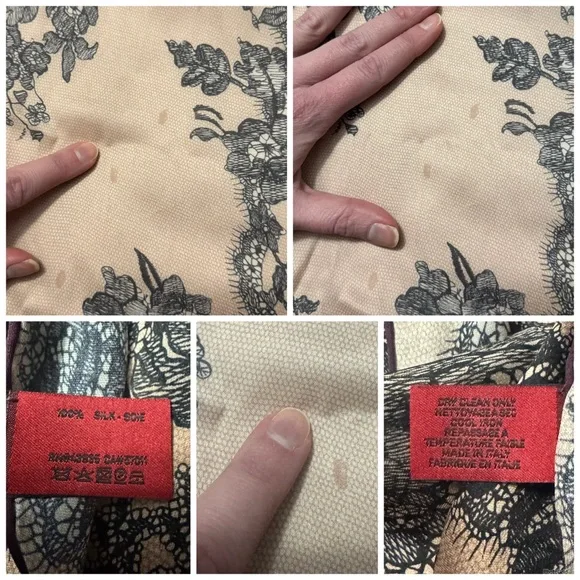 100% SILK - SOIE
DRY CLEAN ONLY
NETTOYAGE A SEC
COOL IRON
REPASSAGE A
TEMPERATURE FAIBLE
MADE IN ITALY
FABRIQUE EN ITALIE